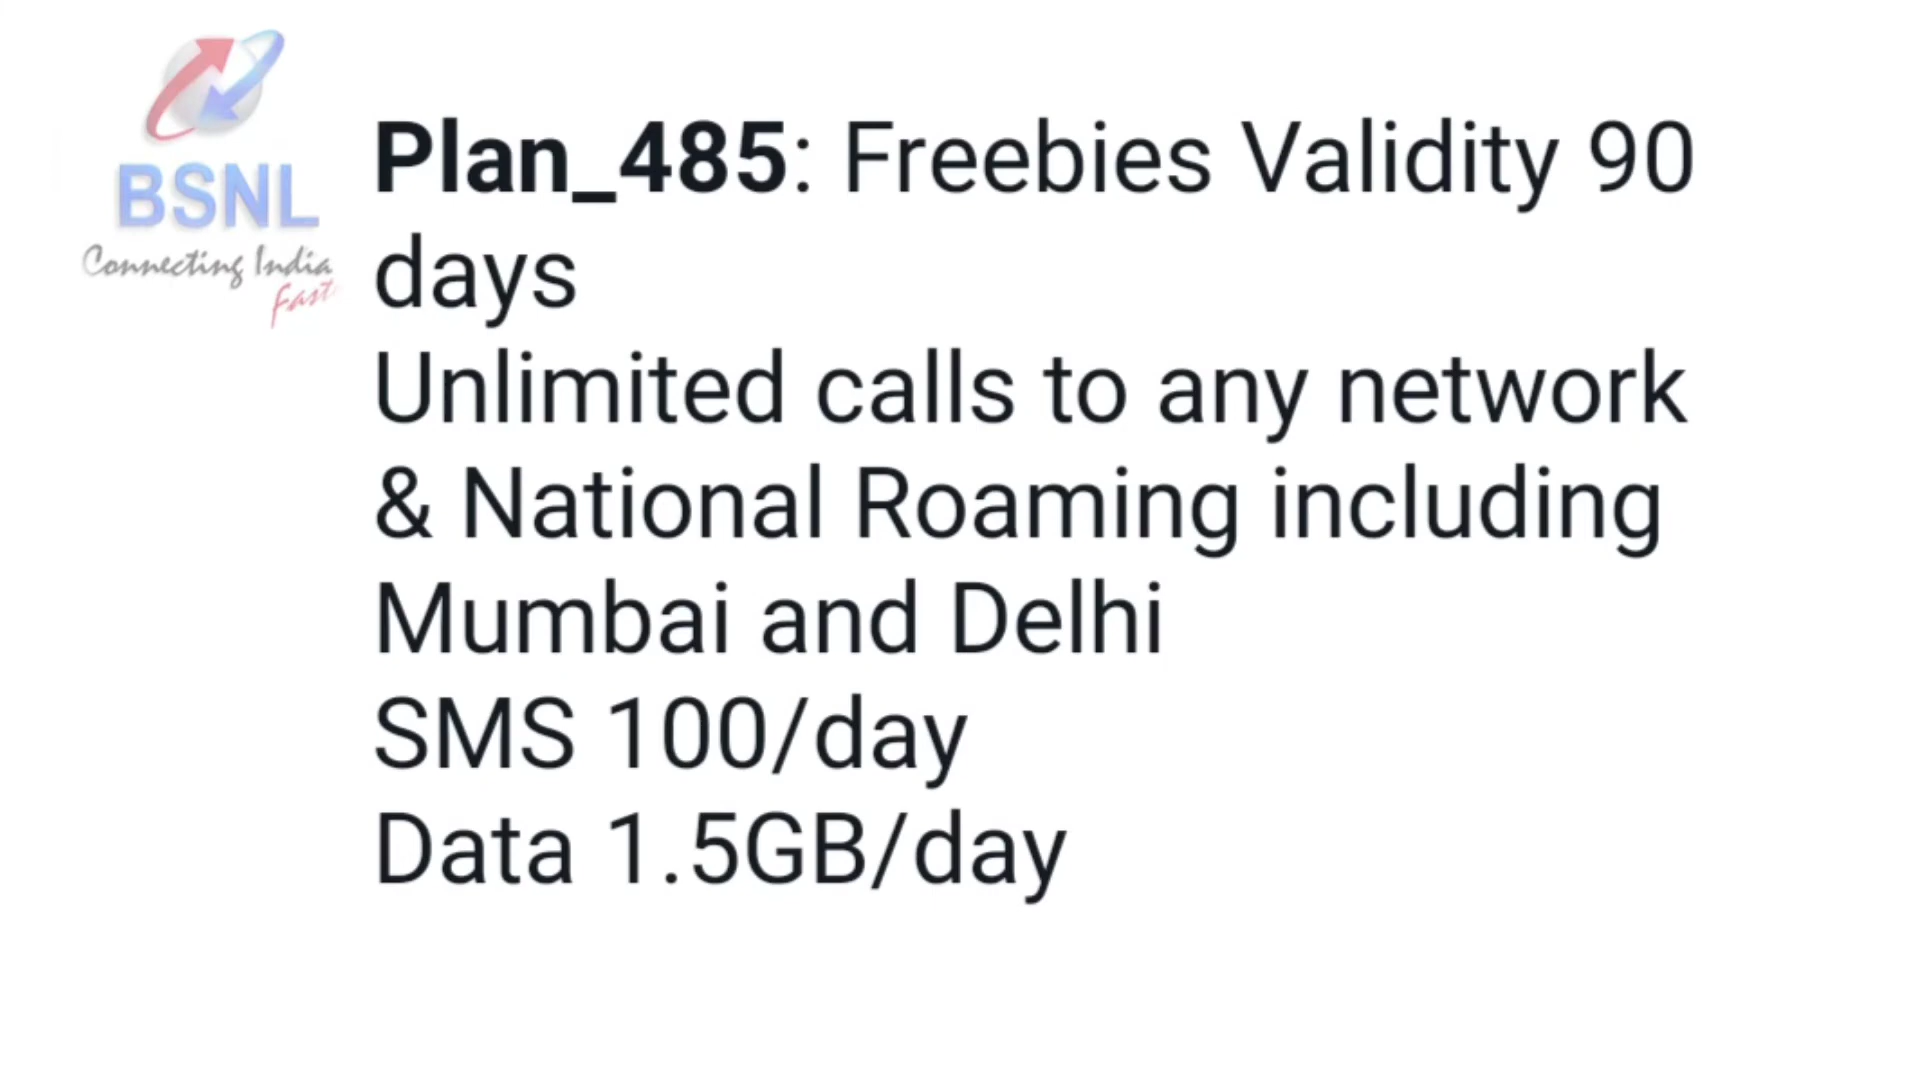 BSNL
Connecting India
Fast
Plan_485: Freebies Validity 90
days
Unlimited calls to any network
& National Roaming including
Mumbai and Delhi
SMS 100/day
Data 1.5GB/day